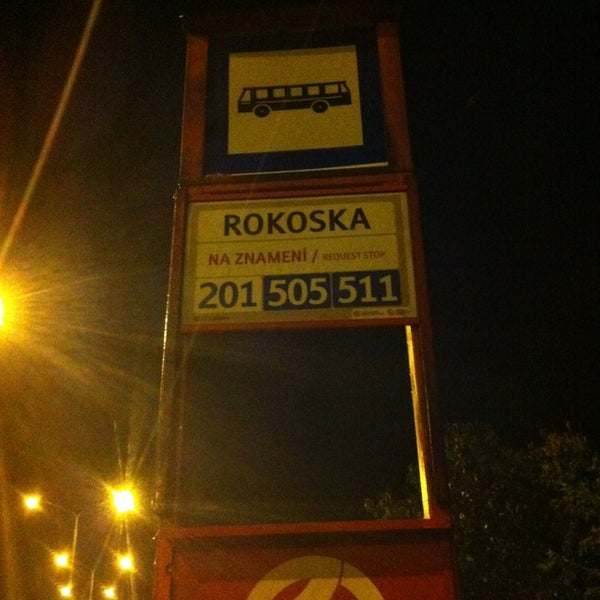 ROKOSKA
NA ZNAMENÍ / REQUEST STOP
201 505 511